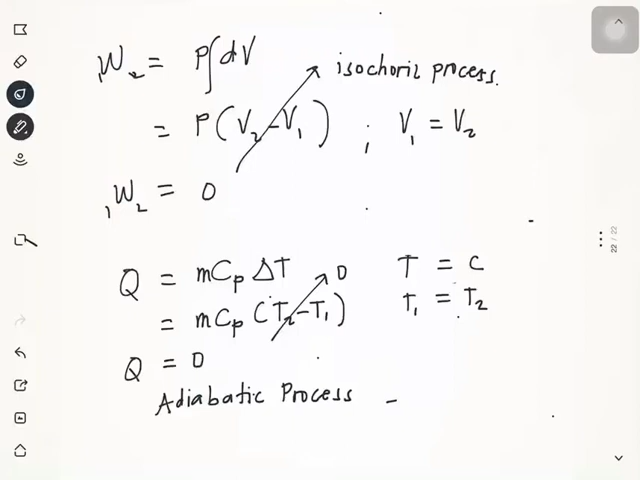 ₁W₂ = P∫dV
isochoric process.
= P(V₂-V₁) ; V₁ = V₂
₁W₂ = 0
Q = mCp ΔT T = C
= mCp (T₂-T₁) 0 T₁ = T₂
Q = 0
Adiabatic Process -
22 / 22